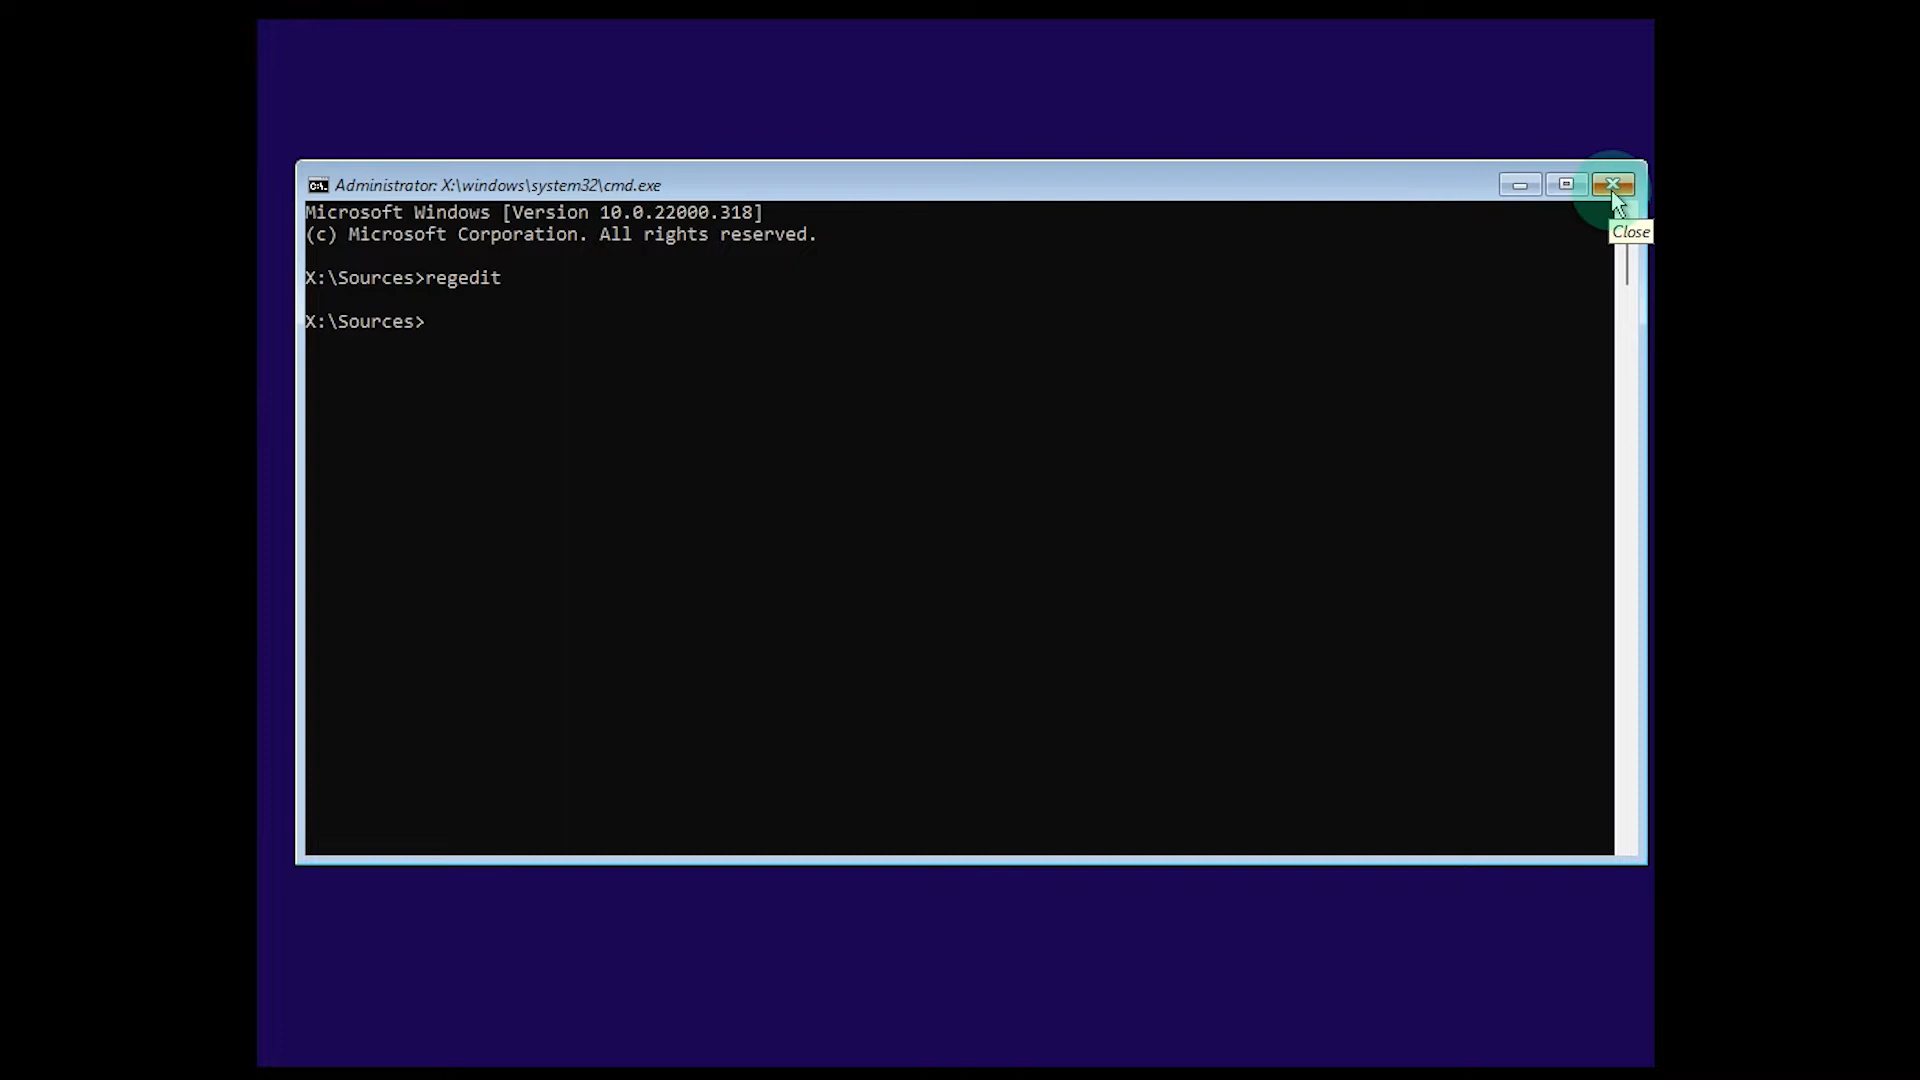 Administrator: X:\windows\system32\cmd.exe
Microsoft Windows [Version 10.0.22000.318]
(c) Microsoft Corporation. All rights reserved.
Close
X:\Sources>regedit
X:\Sources>